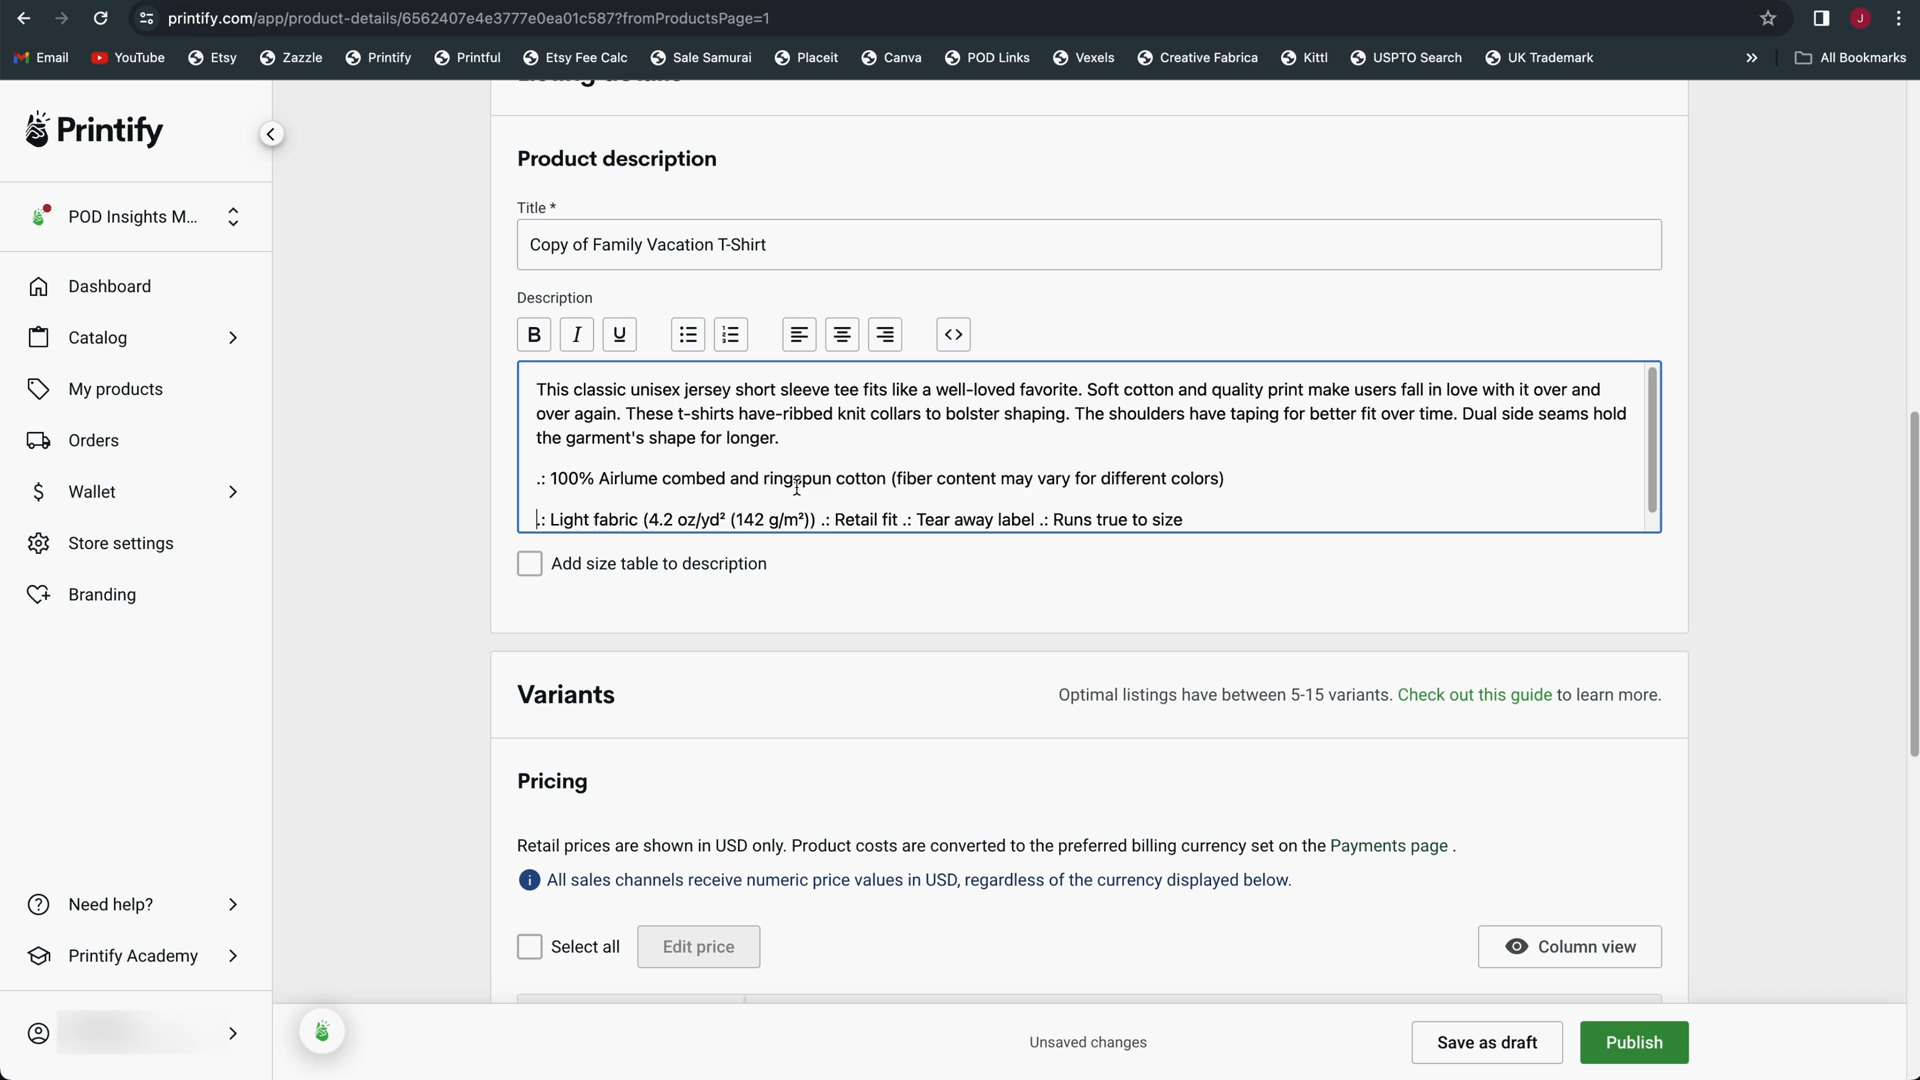 printify.com/app/product-details/6562407e4e3777e0ea01c587?fromProductsPage=1
J
Email
YouTube
Etsy
Zazzle
Printify
Printful
Etsy Fee Calc
Sale Samurai
Placeit
Canva
POD Links
Vexels
Creative Fabrica
Kittl
USPTO Search
UK Trademark
»
All Bookmarks
Printify
POD Insights M...
Dashboard
Catalog
My products
Orders
Wallet
Store settings
Branding
Need help?
Printify Academy
Listing details
Product description
Title *
Copy of Family Vacation T-Shirt
Description
B I U
This classic unisex jersey short sleeve tee fits like a well-loved favorite. Soft cotton and quality print make users fall in love with it over and
over again. These t-shirts have-ribbed knit collars to bolster shaping. The shoulders have taping for better fit over time. Dual side seams hold
the garment's shape for longer.
.: 100% Airlume combed and ringspun cotton (fiber content may vary for different colors)
.: Light fabric (4.2 oz/yd² (142 g/m²)) .: Retail fit .: Tear away label .: Runs true to size
Add size table to description
Variants
Optimal listings have between 5-15 variants. Check out this guide to learn more.
Pricing
Retail prices are shown in USD only. Product costs are converted to the preferred billing currency set on the Payments page .
All sales channels receive numeric price values in USD, regardless of the currency displayed below.
Select all
Edit price
Column view
Unsaved changes
Save as draft
Publish